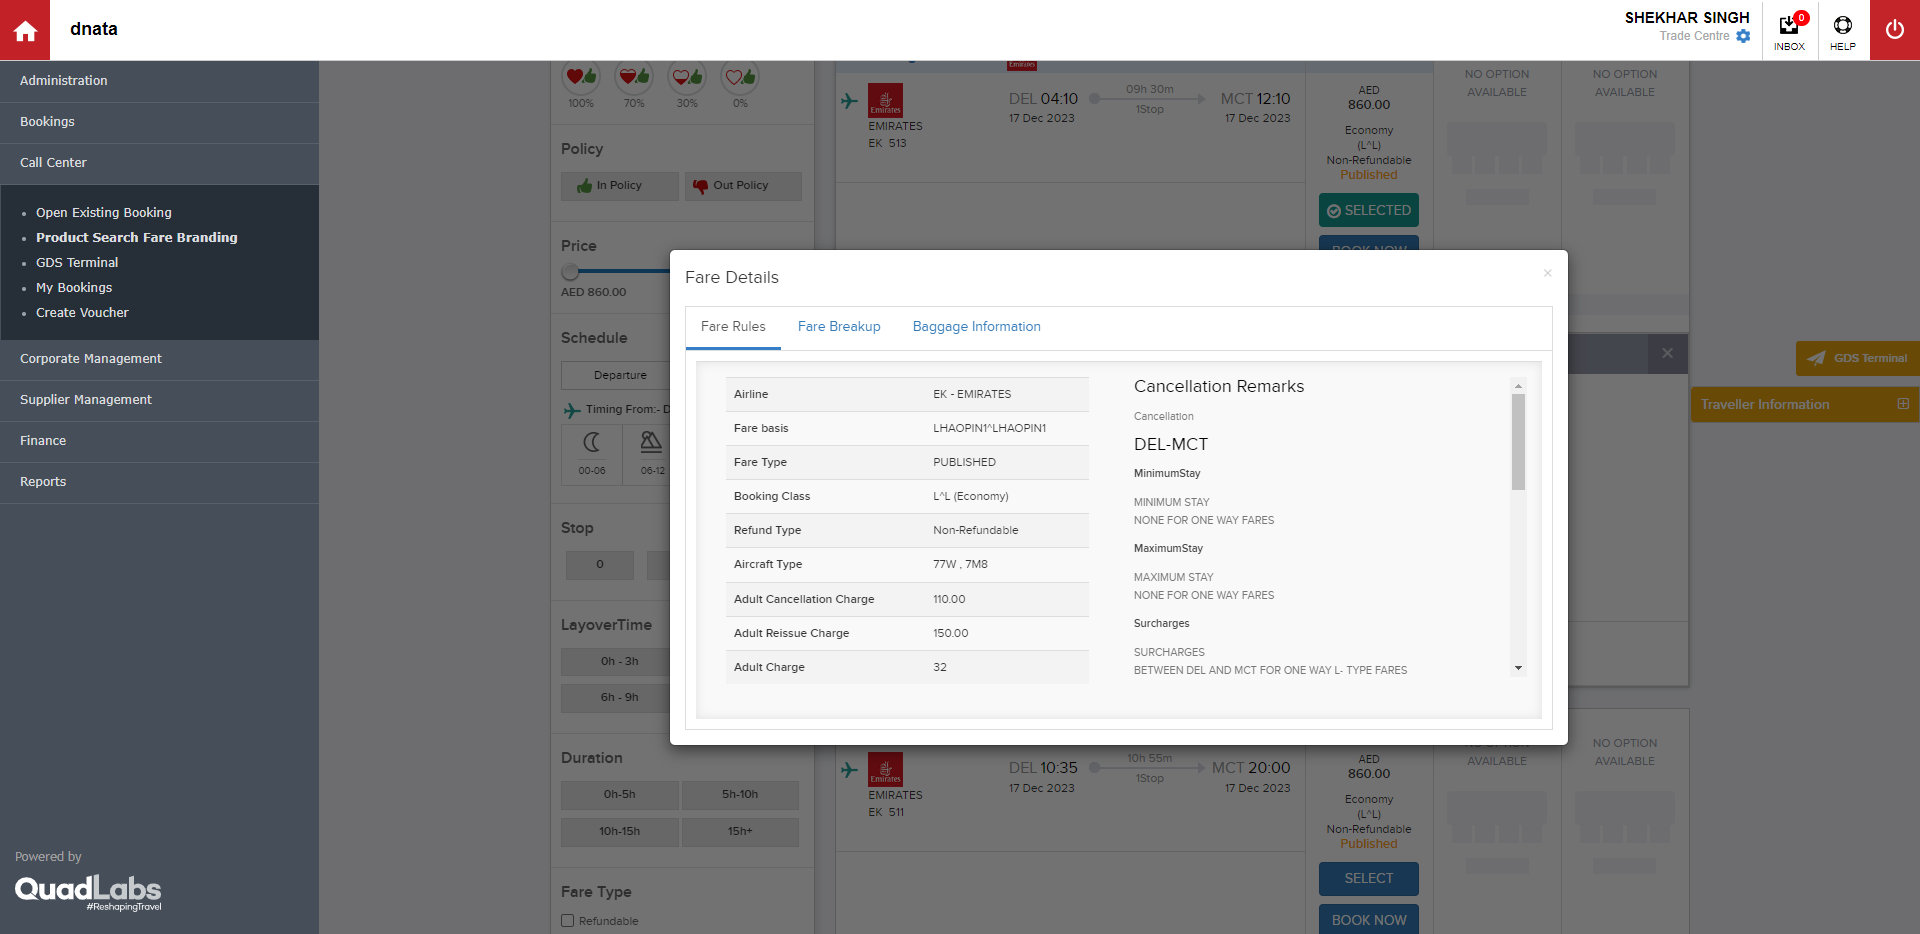 dnata
SHEKHAR SINGH
Trade Centre
0
INBOX
HELP
Administration
Bookings
Call Center
Open Existing Booking
Product Search Fare Branding
GDS Terminal
My Bookings
Create Voucher
Corporate Management
Supplier Management
Finance
Reports
Powered by
QuadLabs
#ReshapingTravel
100%
70%
30%
0%
Policy
In Policy
Out Policy
Price
AED 860.00
Schedule
Departure
Timing From:- D
00-06
06-12
Stop
0
LayoverTime
0h - 3h
6h - 9h
Duration
0h-5h
5h-10h
10h-15h
15h+
Fare Type
Refundable
Emirates
EMIRATES
EK 513
DEL 04:10
17 Dec 2023
09h 30m
1Stop
MCT 12:10
17 Dec 2023
AED
860.00
Economy
(L^L)
Non-Refundable
Published
SELECTED
BOOK NOW
NO OPTION
AVAILABLE
NO OPTION
AVAILABLE
Fare Details
×
Fare Rules
Fare Breakup
Baggage Information
Airline EK - EMIRATES
Fare basis LHAOPIN1^LHAOPIN1
Fare Type PUBLISHED
Booking Class L^L (Economy)
Refund Type Non-Refundable
Aircraft Type 77W , 7M8
Adult Cancellation Charge 110.00
Adult Reissue Charge 150.00
Adult Charge 32
Cancellation Remarks
Cancellation
DEL-MCT
MinimumStay
MINIMUM STAY
NONE FOR ONE WAY FARES
MaximumStay
MAXIMUM STAY
NONE FOR ONE WAY FARES
Surcharges
SURCHARGES
BETWEEN DEL AND MCT FOR ONE WAY L- TYPE FARES
GDS Terminal
Traveller Information
Emirates
EMIRATES
EK 511
DEL 10:35
17 Dec 2023
10h 55m
1Stop
MCT 20:00
17 Dec 2023
AED
860.00
Economy
(L^L)
Non-Refundable
Published
SELECT
BOOK NOW
NO OPTION
AVAILABLE
NO OPTION
AVAILABLE